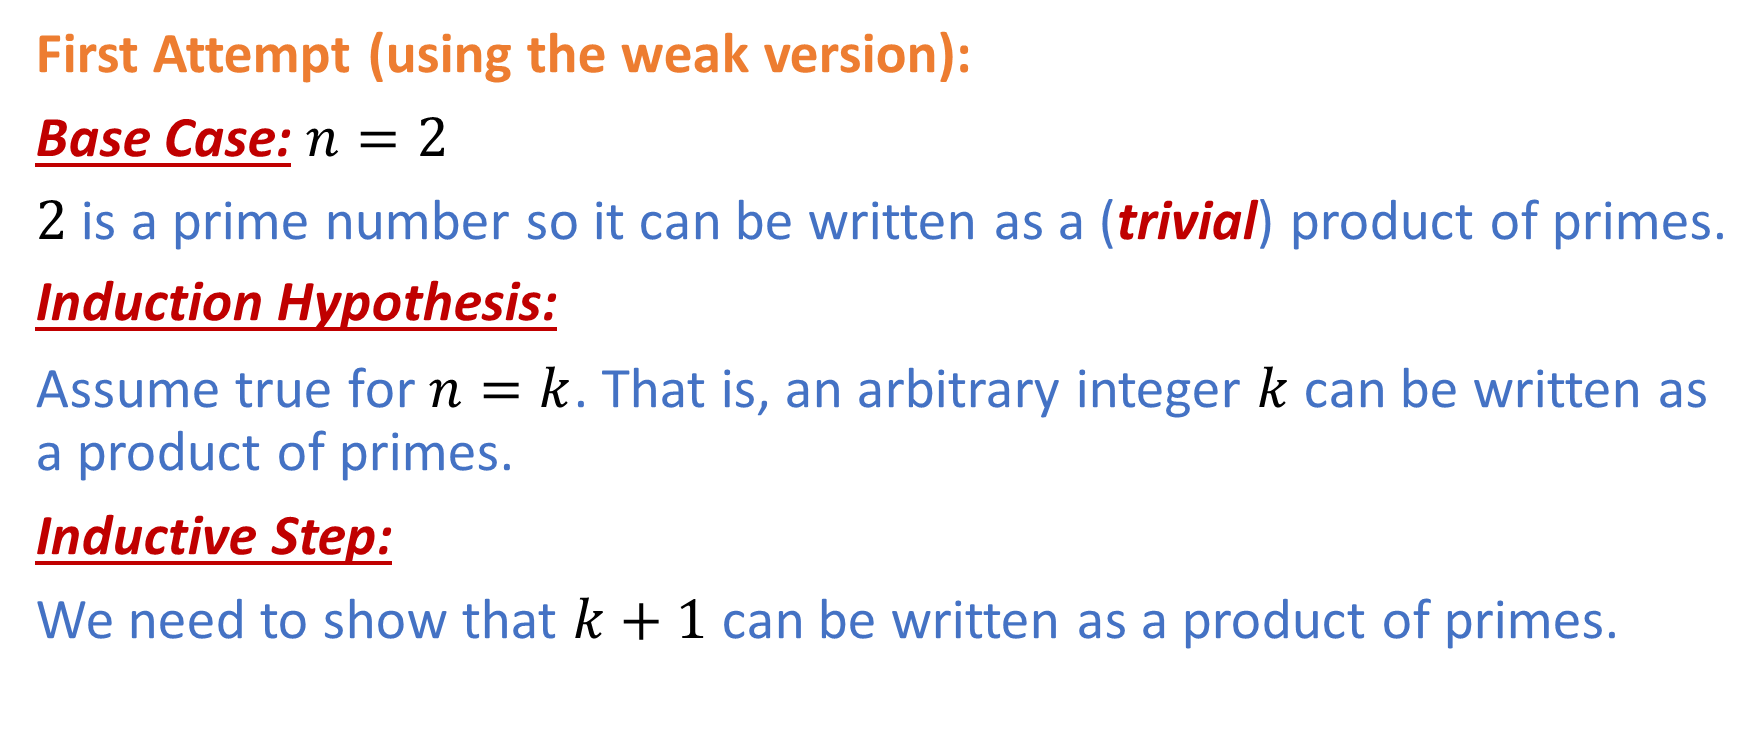 First Attempt (using the weak version):
Base Case: n = 2
2 is a prime number so it can be written as a (trivial) product of primes.
Induction Hypothesis:
Assume true for n = k. That is, an arbitrary integer k can be written as
a product of primes.
Inductive Step:
We need to show that k + 1 can be written as a product of primes.